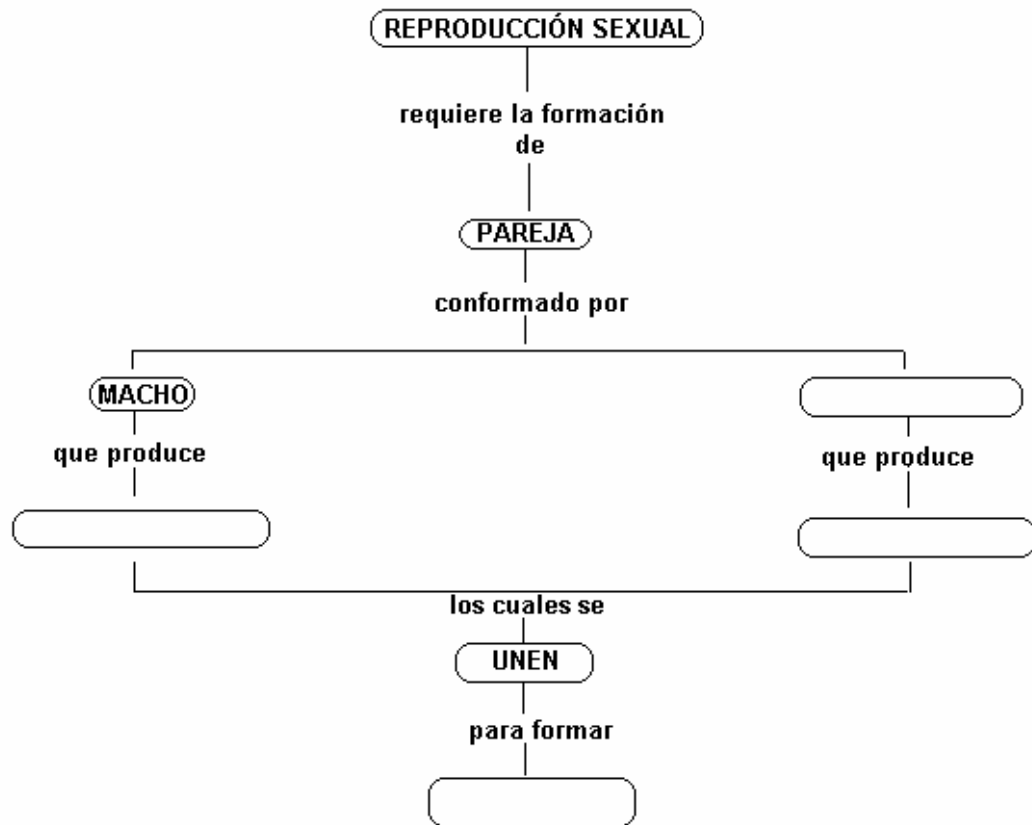 REPRODUCCIÓN SEXUAL
requiere la formación
de
PAREJA
conformado por
MACHO
que produce
que produce
los cuales se
UNEN
para formar